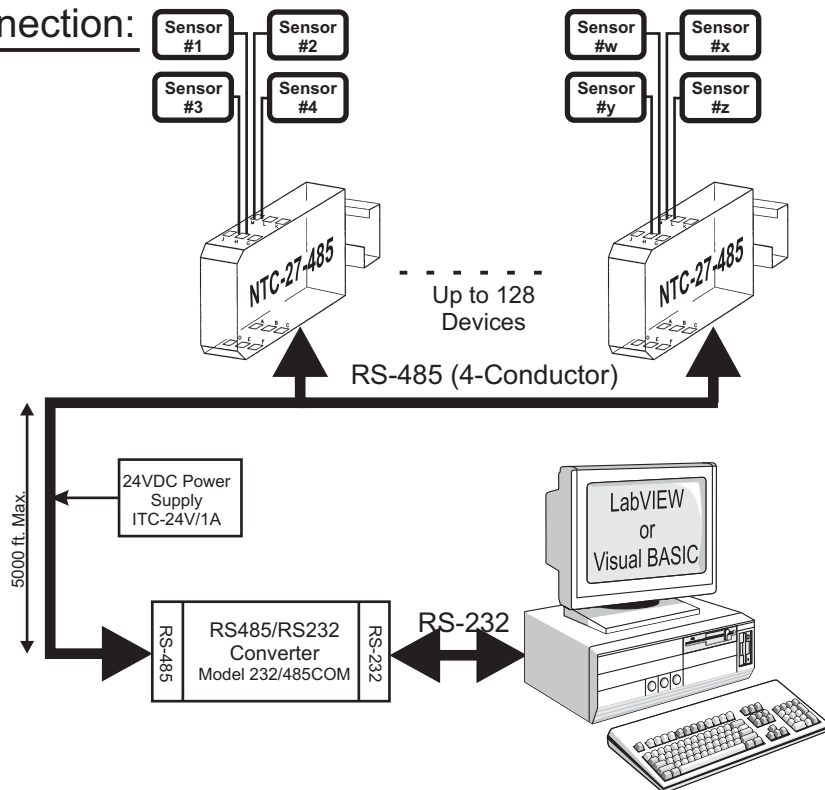 nection:
Sensor
#1
Sensor
#2
Sensor
#3
Sensor
#4
Sensor
#w
Sensor
#x
Sensor
#y
Sensor
#z
NTC-27-485
NTC-27-485
Up to 128
Devices
RS-485 (4-Conductor)
5000 ft. Max.
24VDC Power
Supply
ITC-24V/1A
LabVIEW
or
Visual BASIC
RS-485
RS485/RS232
Converter
Model 232/485COM
RS-232
RS-232